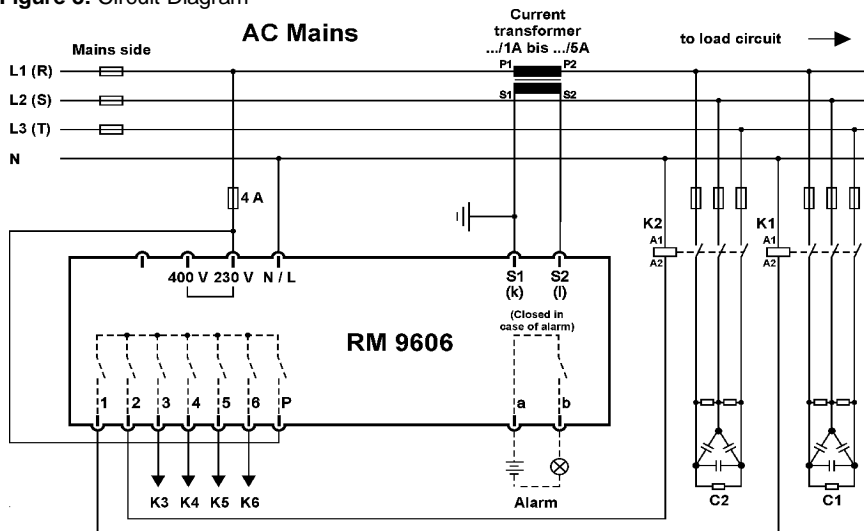 Figure 3: Circuit Diagram
AC Mains
Current
transformer
.../1A bis .../5A
to load circuit
Mains side
P1 P2
L1 (R)
S1 S2
L2 (S)
L3 (T)
N
4 A
K2
A1
A2
K1
A1
A2
400 V 230 V N / L
S1
(k)
S2
(l)
(Closed in
case of alarm)
RM 9606
1 2 3 4 5 6 P
a b
K3 K4 K5 K6
Alarm
C2
C1